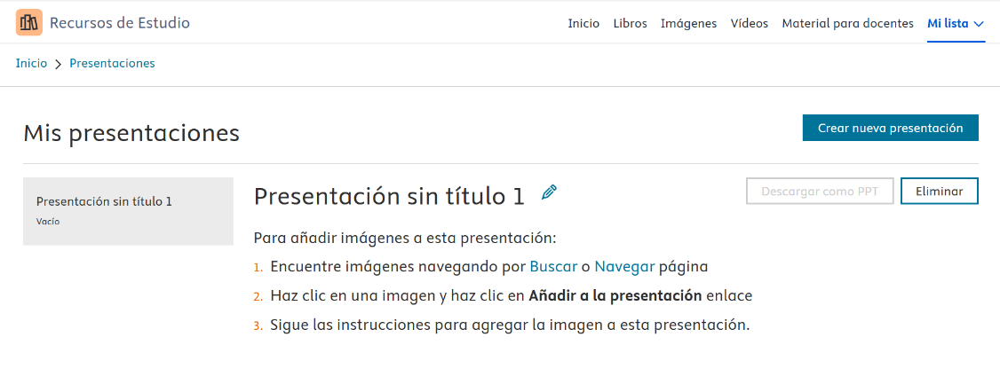 Recursos de Estudio
Inicio Libros Imágenes Vídeos Material para docentes Mi lista
Inicio Presentaciones
Mis presentaciones
Crear nueva presentación
Presentación sin título 1
Vacío
Presentación sin título 1
Descargar como PPT
Eliminar
Para añadir imágenes a esta presentación:
1. Encuentre imágenes navegando por Buscar o Navegar página
2. Haz clic en una imagen y haz clic en Añadir a la presentación enlace
3. Sigue las instrucciones para agregar la imagen a esta presentación.